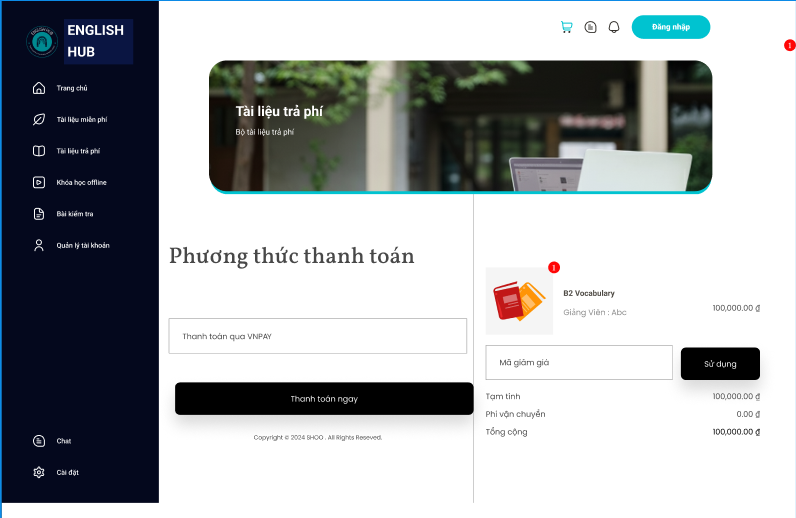 ENGLISH HUB
ENGLISH
HUB
Đăng nhập
1
Trang chủ
Tài liệu miễn phí
Tài liệu trả phí
Khóa học offline
Bài kiểm tra
Quản lý tài khoản
Chat
Cài đặt
Tài liệu trả phí
Bộ tài liệu trả phí
Phương thức thanh toán
Thanh toán qua VNPAY
Thanh toán ngay
Copyright © 2024 SHOO . All Rights Reseved.
1
B2 Vocabulary
Giảng Viên : Abc
100,000.00 ₫
Mã giảm giá
Sử dụng
Tạm tính 100,000.00 ₫
Phí vận chuyển 0.00 ₫
Tổng cộng 100,000.00 ₫